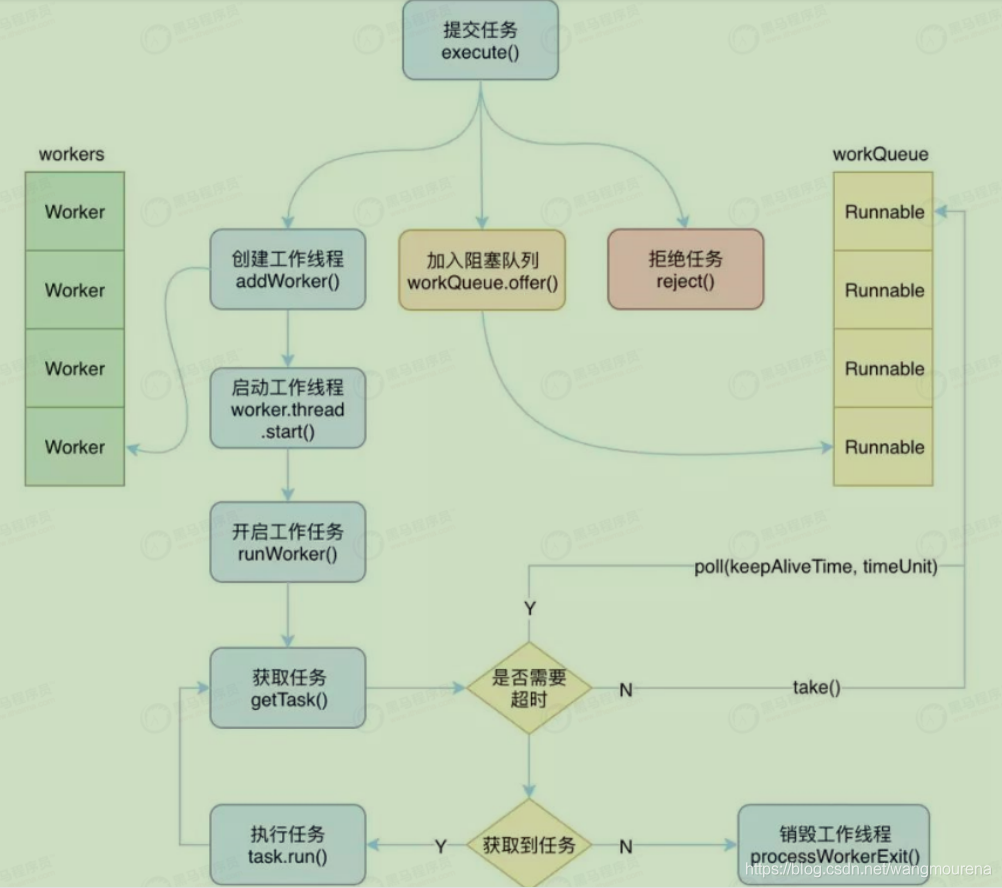 提交任务
execute()
workers
workQueue
Worker
Worker
Worker
Worker
创建工作线程
addWorker()
加入阻塞队列
workQueue.offer()
拒绝任务
reject()
Runnable
Runnable
Runnable
Runnable
启动工作线程
worker.thread
.start()
开启工作任务
runWorker()
poll(keepAliveTime, timeUnit)
Y
获取任务
getTask()
是否需要
超时
N
take()
执行任务
task.run()
Y
获取到任务
N
销毁工作线程
processWorkerExit()
https://blog.csdn.net/wangmourena